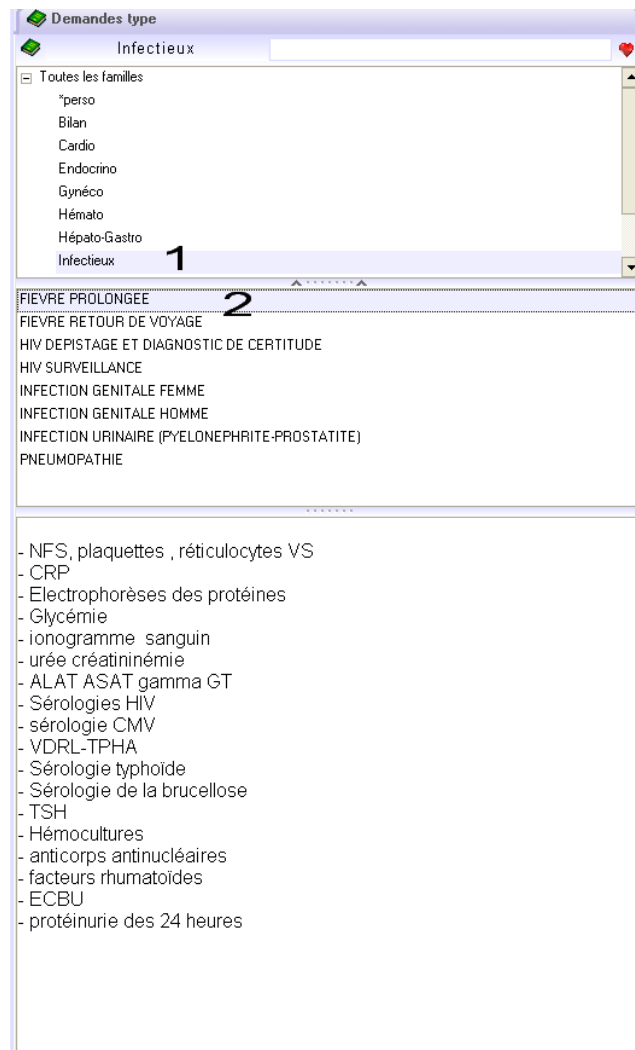 Demandes type
Infectieux
Toutes les familles
*perso
Bilan
Cardio
Endocrino
Gynéco
Hémato
Hépato-Gastro
Infectieux 1
FIEVRE PROLONGEE 2
FIEVRE RETOUR DE VOYAGE
HIV DEPISTAGE ET DIAGNOSTIC DE CERTITUDE
HIV SURVEILLANCE
INFECTION GENITALE FEMME
INFECTION GENITALE HOMME
INFECTION URINAIRE (PYELONEPHRITE-PROSTATITE)
PNEUMOPATHIE
- NFS, plaquettes , réticulocytes VS
- CRP
- Electrophorèses des protéines
- Glycémie
- ionogramme  sanguin
- urée créatininémie
- ALAT ASAT gamma GT
- Sérologies HIV
- sérologie CMV
- VDRL-TPHA
- Sérologie typhoïde
- Sérologie de la brucellose
- TSH
- Hémocultures
- anticorps antinucléaires
- facteurs rhumatoïdes
- ECBU
- protéinurie des 24 heures